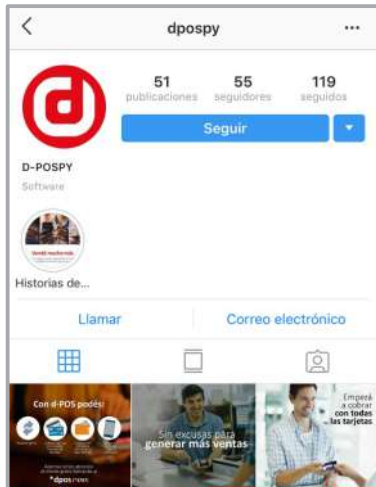 dpospy
51 55 119
publicaciones seguidores seguidos
Seguir
D-POSPY
Software
Historias de...
Llamar Correo electrónico
Con d-POS podés:
Sin excusas para
generar más ventas
Empezá
a cobrar
con todas
las tarjetas